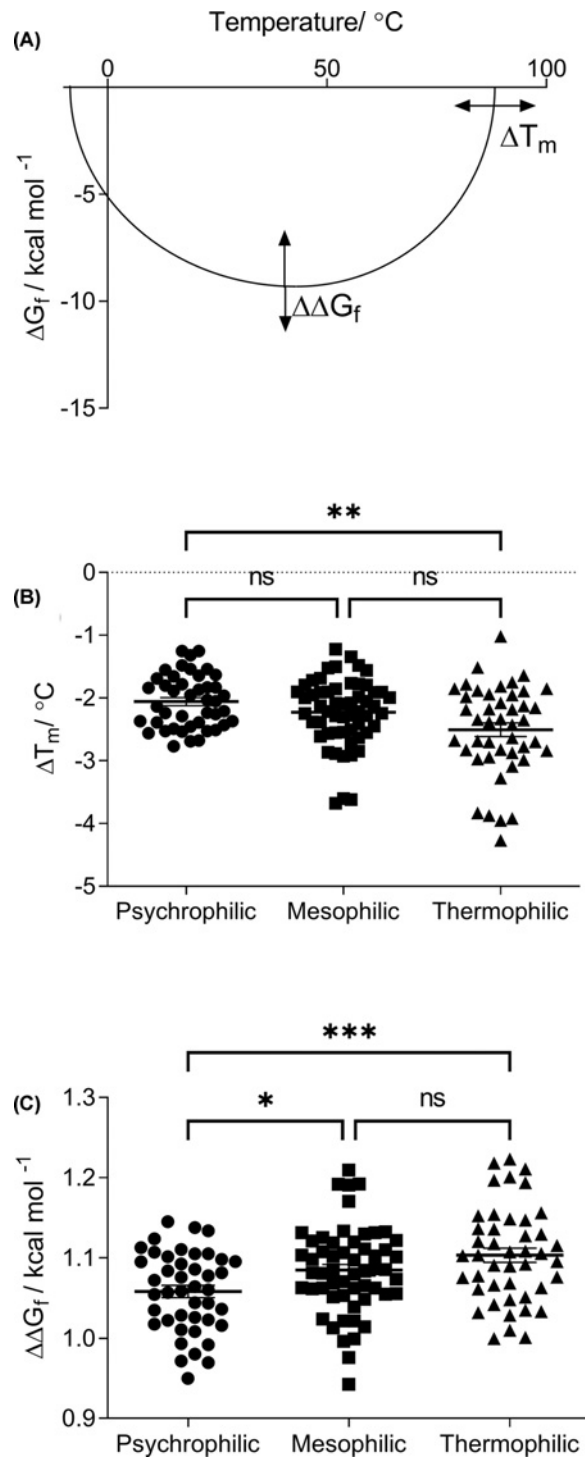 Temperature/ °C
(A)
0 50 100
ΔTm
-5
ΔGf / kcal mol -1
-10
ΔΔGf
-15
**
0
ns ns
(B)
-1
-2
ΔTm/ °C
-3
-4
-5
Psychrophilic Mesophilic Thermophilic
***
(C)
1.3
* ns
1.2
ΔΔGf / kcal mol -1
1.1
1.0
0.9
Psychrophilic Mesophilic Thermophilic